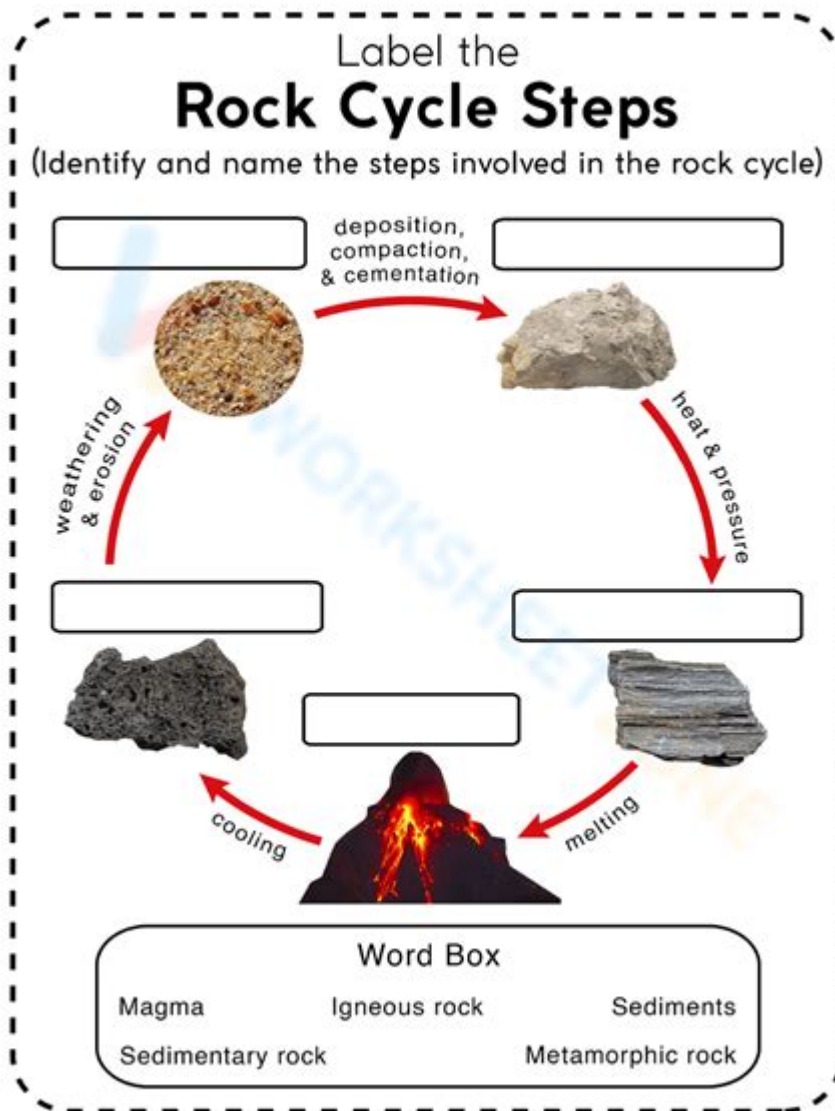 Label the
Rock Cycle Steps
(Identify and name the steps involved in the rock cycle)
deposition,
compaction,
& cementation
weathering
& erosion
heat & pressure
cooling
melting
WORKSHEETZONE
Word Box
Magma Igneous rock Sediments
Sedimentary rock Metamorphic rock